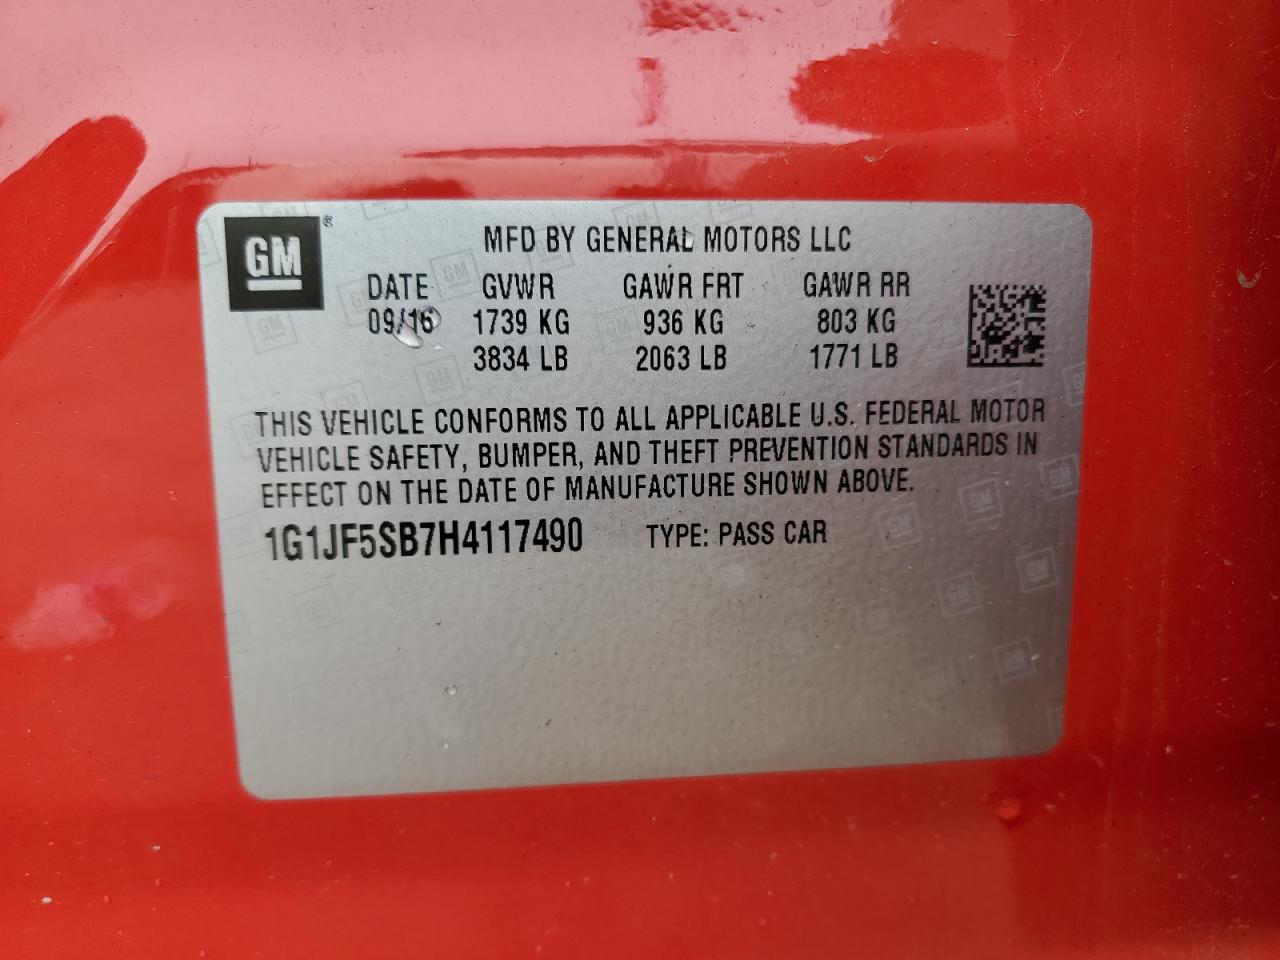 GM ®
MFD BY GENERAL MOTORS LLC
DATE GVWR GAWR FRT GAWR RR
09/16 1739 KG 936 KG 803 KG
3834 LB 2063 LB 1771 LB
THIS VEHICLE CONFORMS TO ALL APPLICABLE U.S. FEDERAL MOTOR
VEHICLE SAFETY, BUMPER, AND THEFT PREVENTION STANDARDS IN
EFFECT ON THE DATE OF MANUFACTURE SHOWN ABOVE.
1G1JF5SB7H4117490 TYPE: PASS CAR